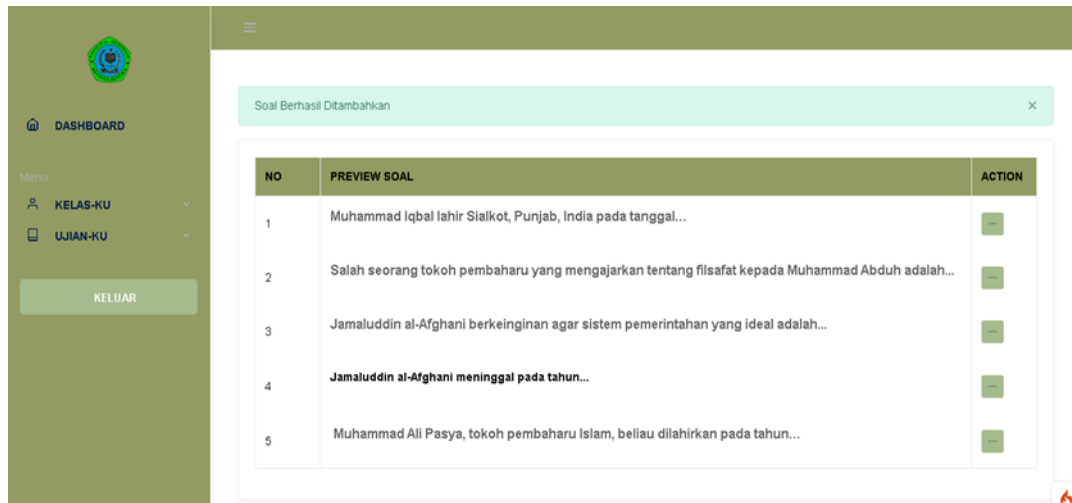 Soal Berhasil Ditambahkan ×
DASHBOARD
Menu
KELAS-KU
UJIAN-KU
KELUAR
NO PREVIEW SOAL ACTION
1 Muhammad Iqbal lahir Sialkot, Punjab, India pada tanggal... ...
2 Salah seorang tokoh pembaharu yang mengajarkan tentang filsafat kepada Muhammad Abduh adalah... ...
3 Jamaluddin al-Afghani berkeinginan agar sistem pemerintahan yang ideal adalah... ...
4 Jamaluddin al-Afghani meninggal pada tahun... ...
5 Muhammad Ali Pasya, tokoh pembaharu Islam, beliau dilahirkan pada tahun... ...